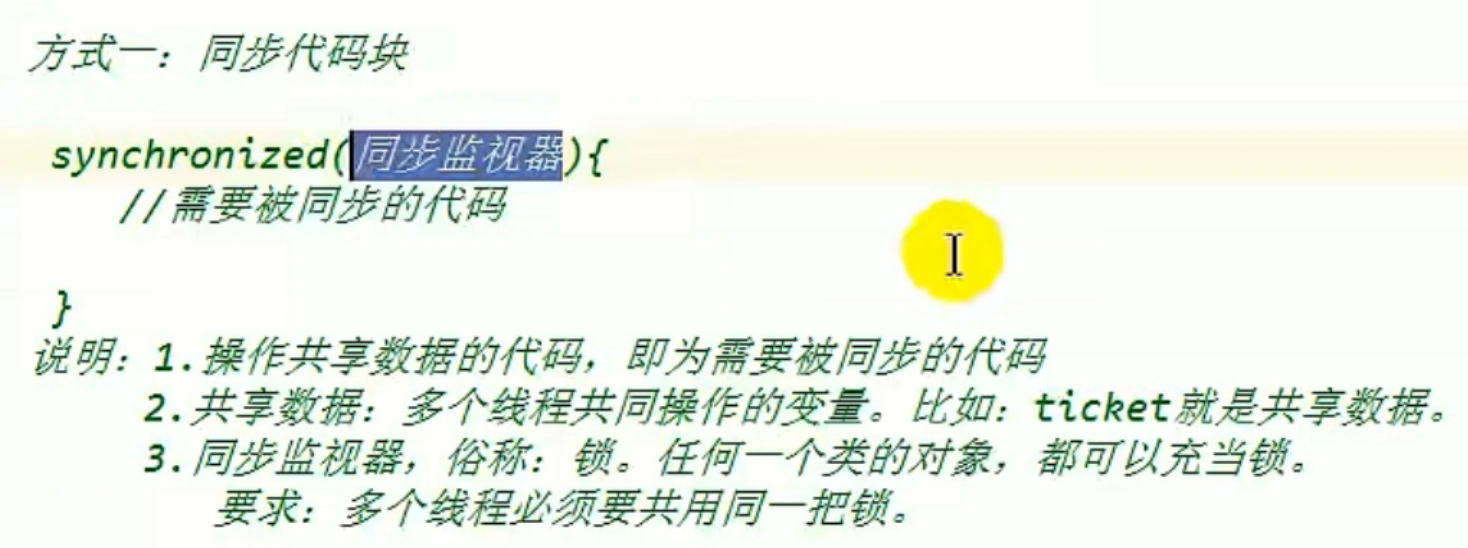 方式一：同步代码块
synchronized(同步监视器){
//需要被同步的代码
}
说明：1.操作共享数据的代码，即为需要被同步的代码
2.共享数据：多个线程共同操作的变量。比如：ticket就是共享数据。
3.同步监视器，俗称：锁。任何一个类的对象，都可以充当锁。
要求：多个线程必须要共用同一把锁。